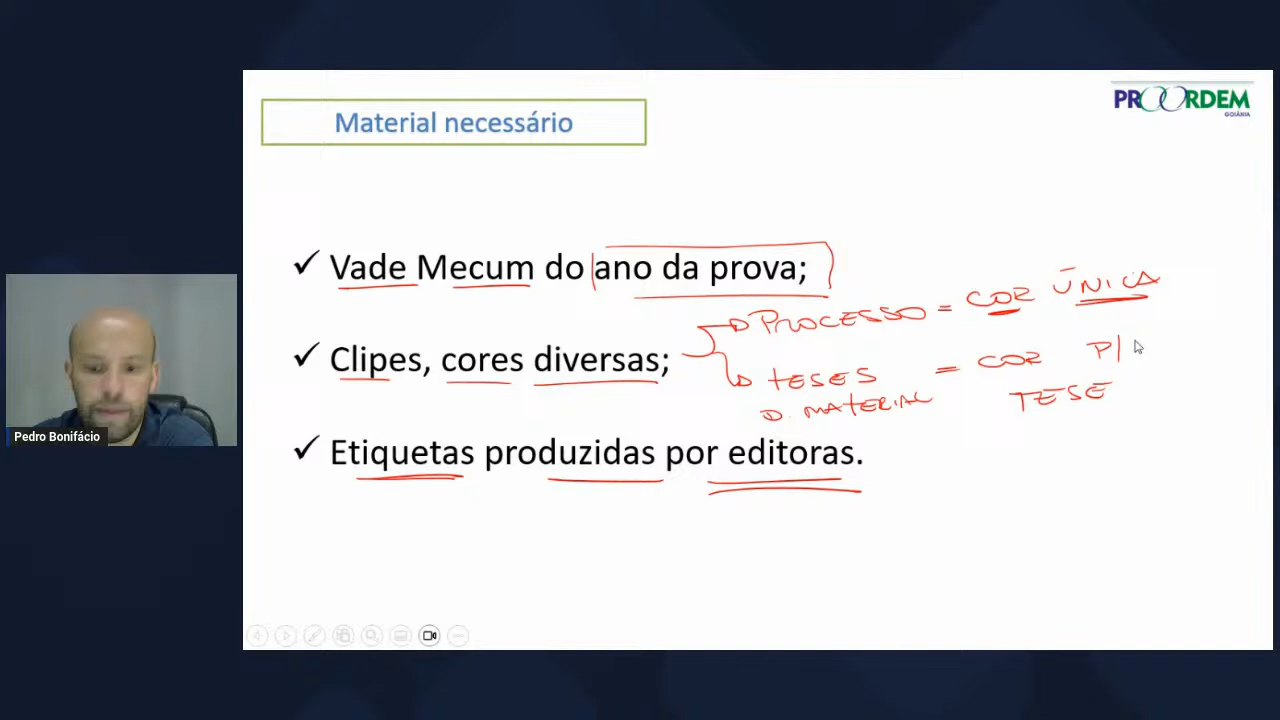 PROORDEM
GOIÂNIA
Material necessário
✓ Vade Mecum do ano da prova;
PROCESSO = COR ÚNICA
✓ Clipes, cores diversas;
TESES = COR P/
D. MATERIAL TESE
✓ Etiquetas produzidas por editoras.
Pedro Bonifácio